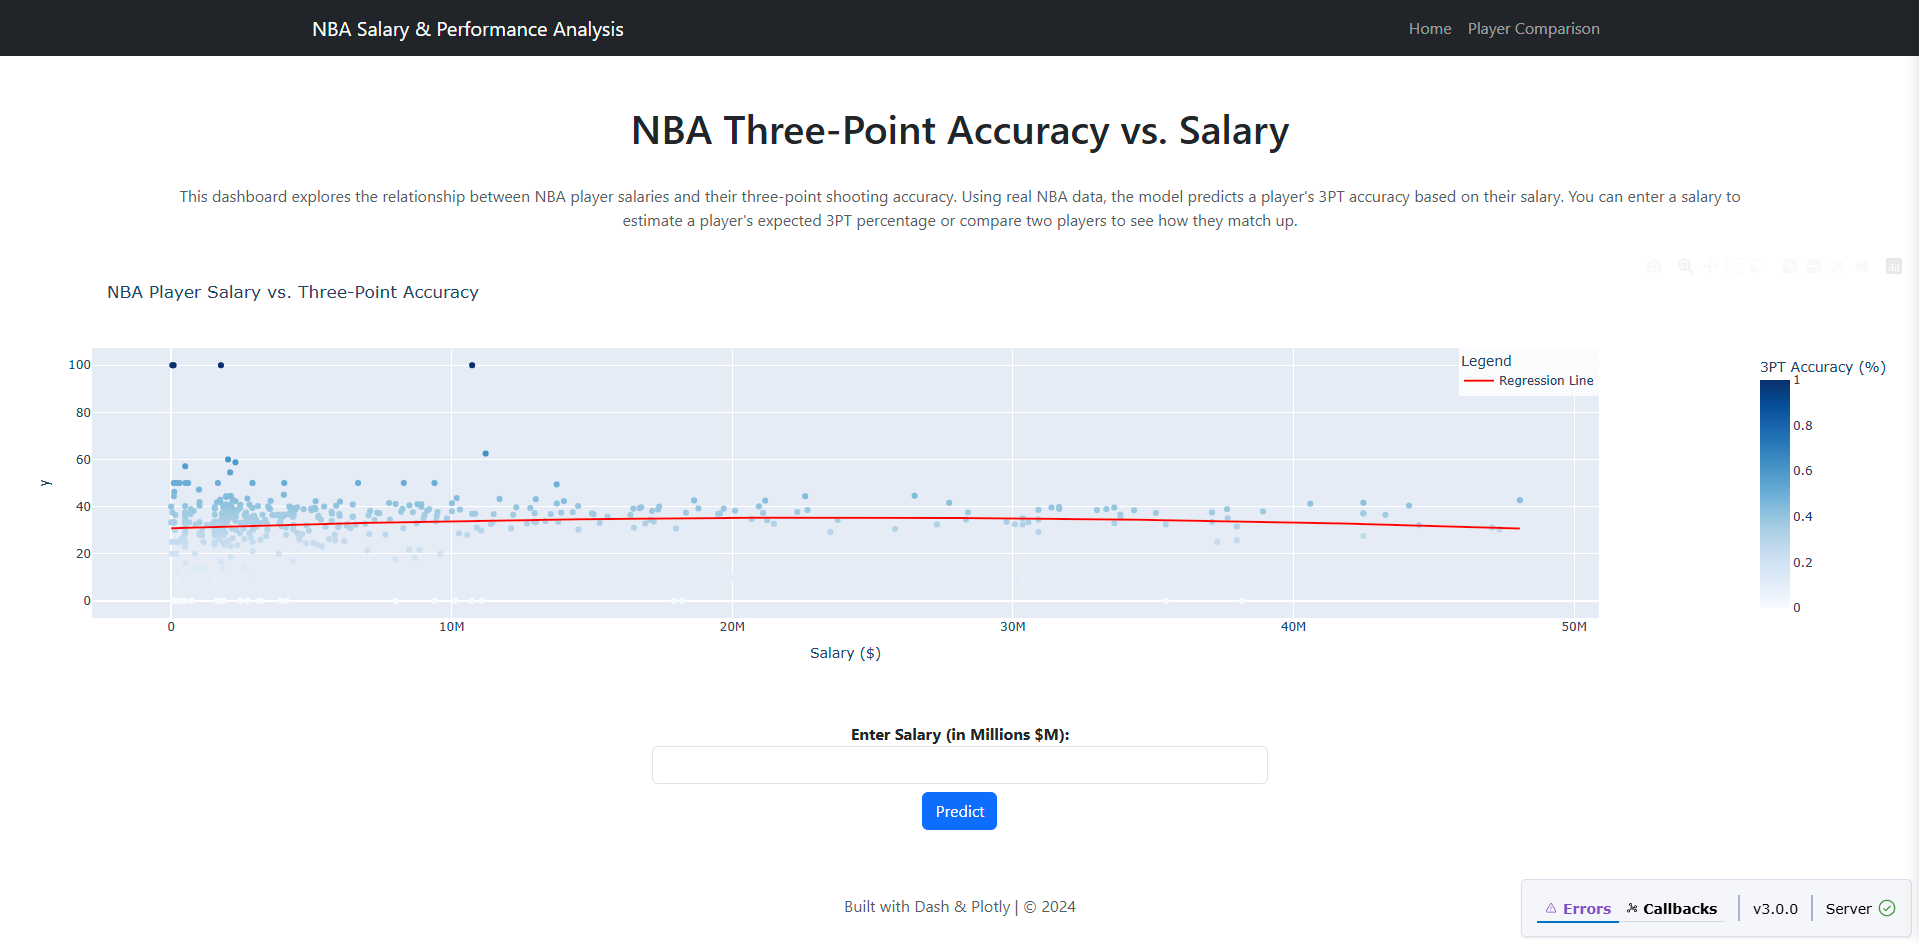 NBA Salary & Performance Analysis
Home
Player Comparison
NBA Three-Point Accuracy vs. Salary
This dashboard explores the relationship between NBA player salaries and their three-point shooting accuracy. Using real NBA data, the model predicts a player's 3PT accuracy based on their salary. You can enter a salary to
estimate a player's expected 3PT percentage or compare two players to see how they match up.
NBA Player Salary vs. Three-Point Accuracy
100
80
60
40
20
0
y
0
10M
20M
30M
40M
50M
Salary ($)
Legend
Regression Line
3PT Accuracy (%)
1
0.8
0.6
0.4
0.2
0
Enter Salary (in Millions $M):
Predict
Built with Dash & Plotly | © 2024
Errors
Callbacks
v3.0.0
Server